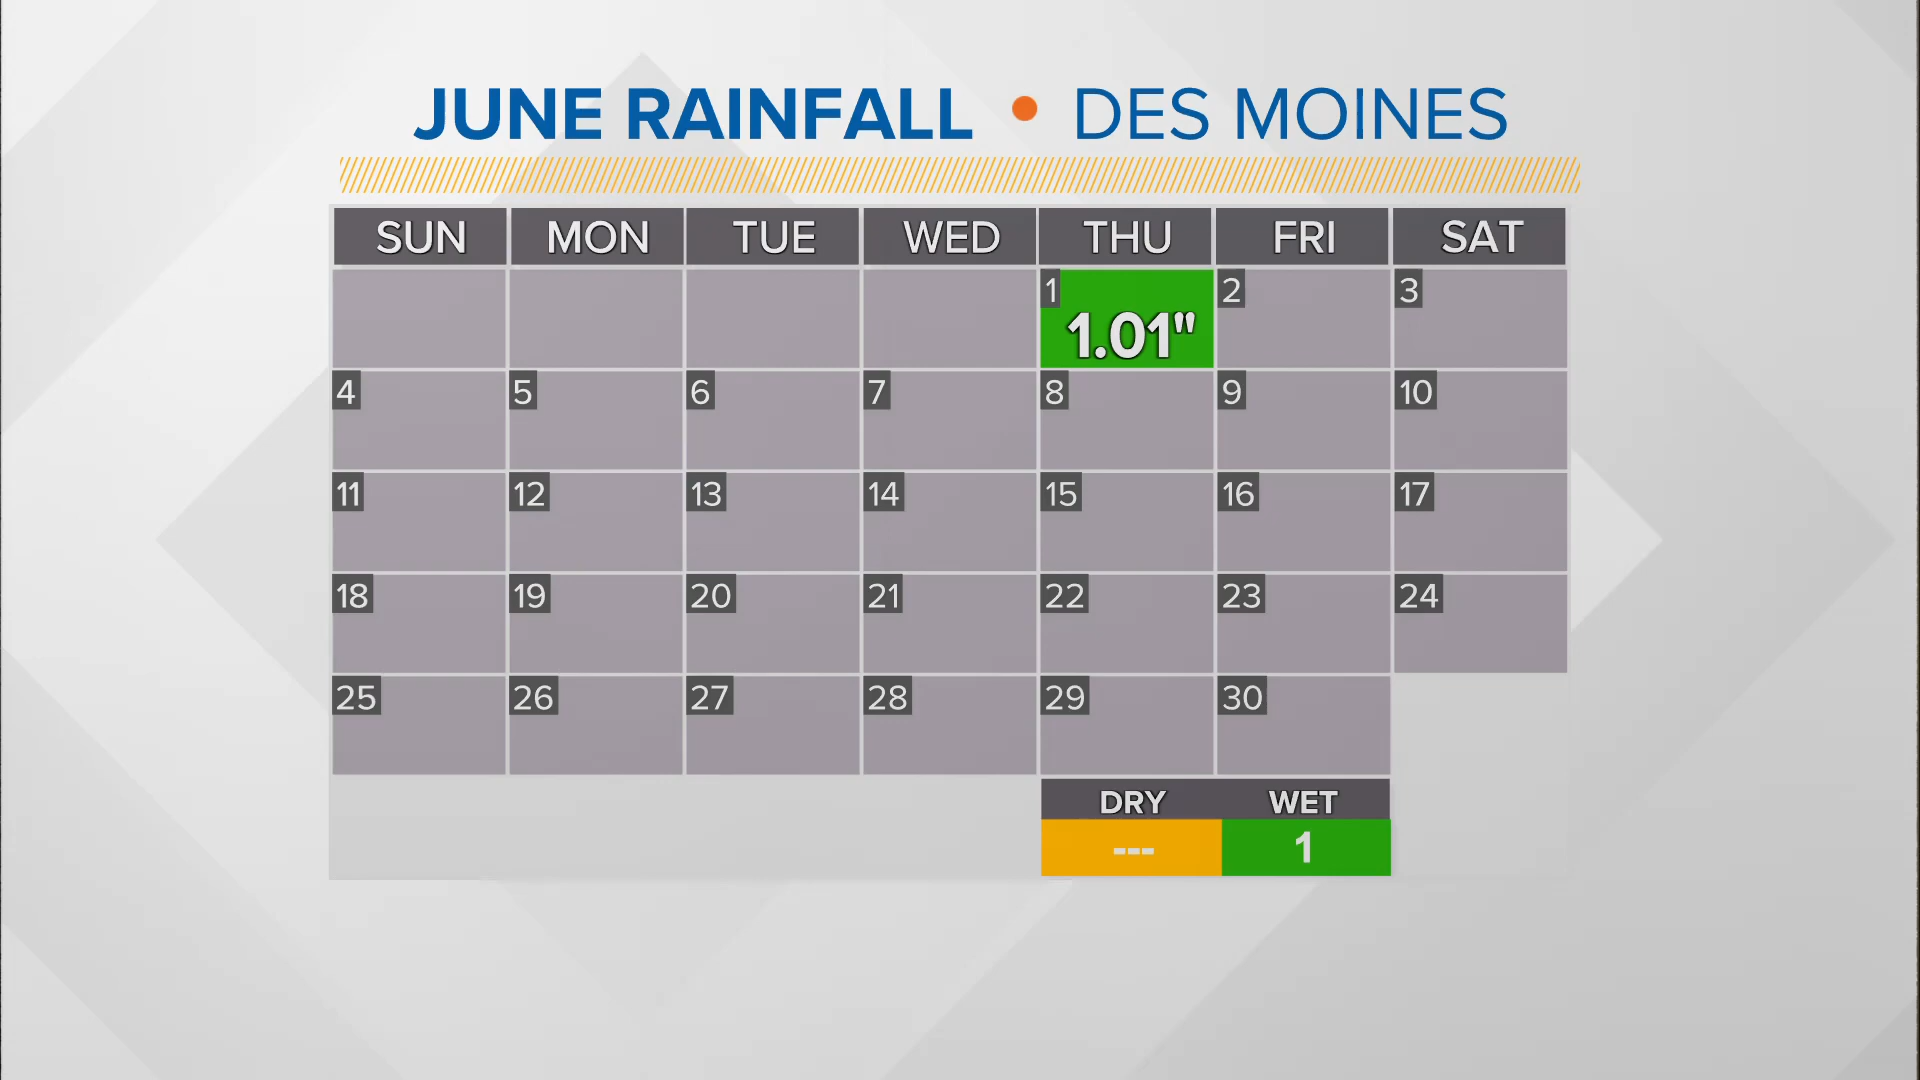 JUNE RAINFALL • DES MOINES
SUN MON TUE WED THU FRI SAT
1 2 3
1.01"
4 5 6 7 8 9 10
11 12 13 14 15 16 17
18 19 20 21 22 23 24
25 26 27 28 29 30
DRY WET
--- 1